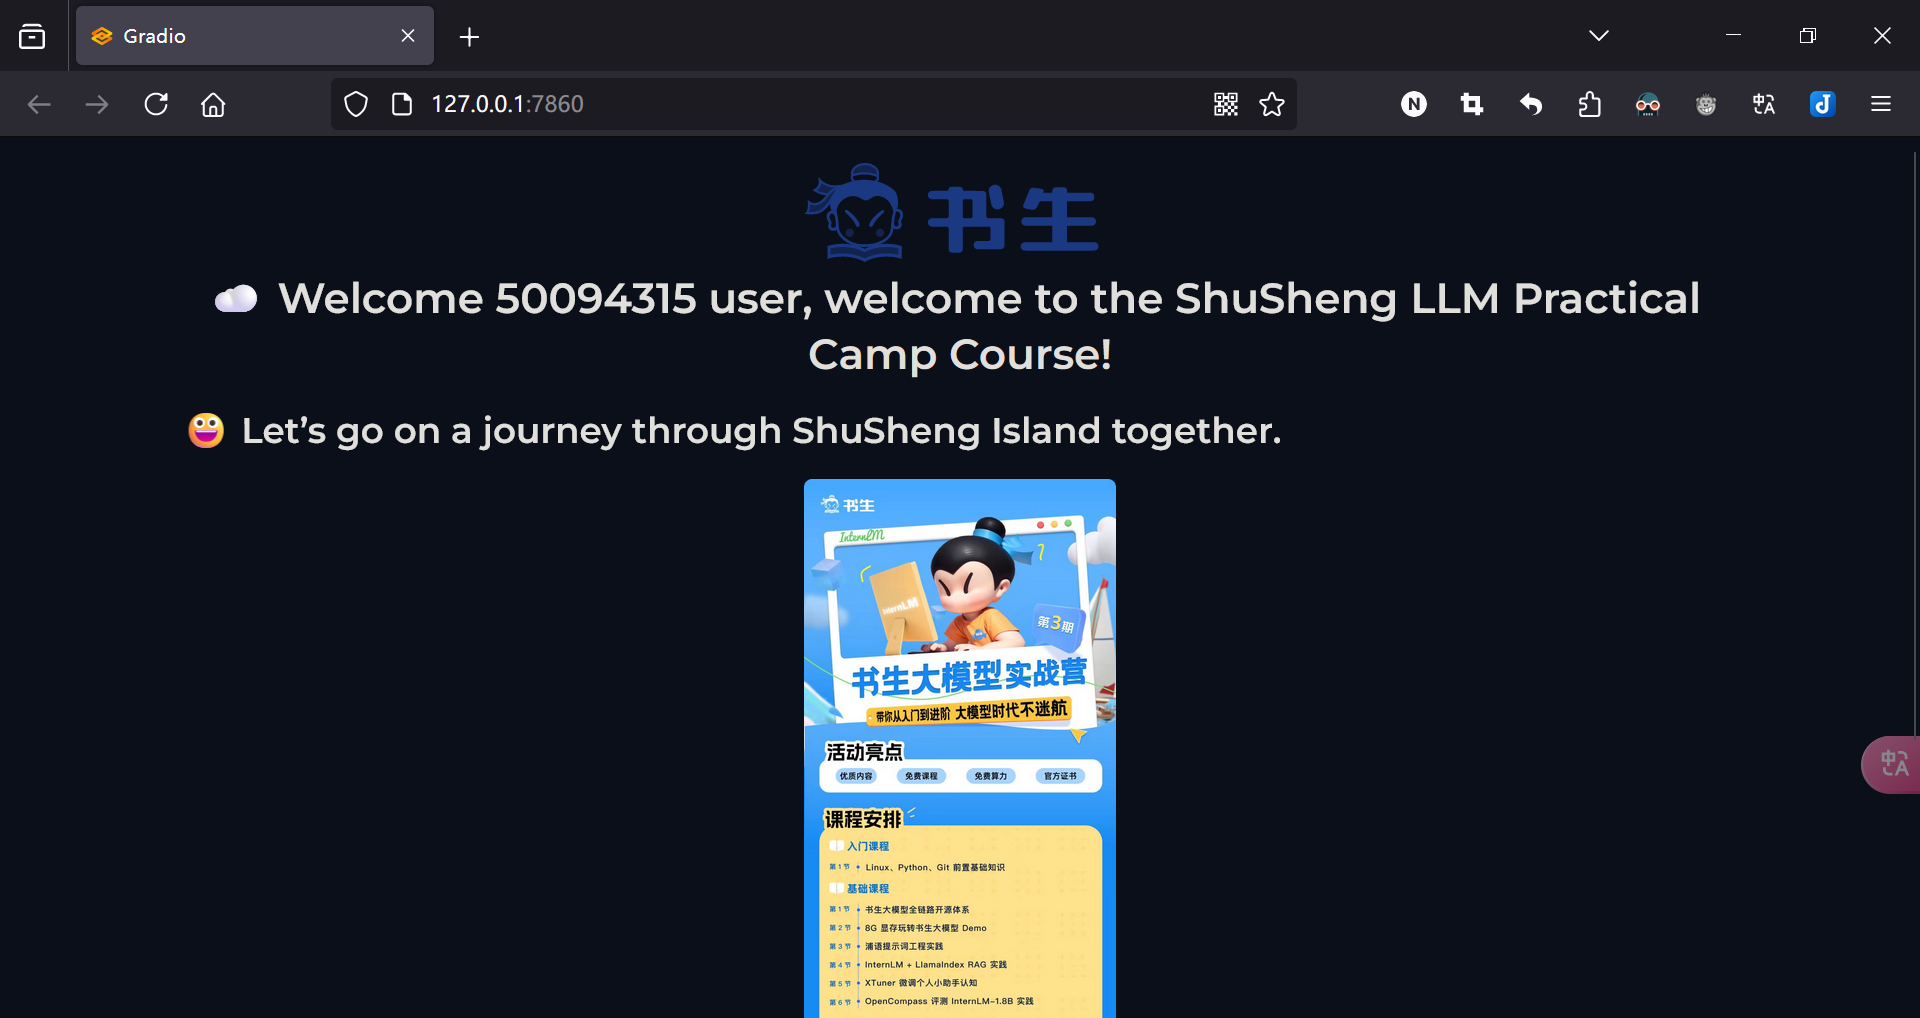 Gradio
127.0.0.1:7860
书生
Welcome 50094315 user, welcome to the ShuSheng LLM Practical
Camp Course!
Let's go on a journey through ShuSheng Island together.
书生
InternLM
InternLM
第3期
书生大模型实战营
带你从入门到进阶 大模型时代不迷航
活动亮点
优质内容 免费课程 免费算力 官方证书
课程安排
入门课程
第1节 Linux、Python、Git 前置基础知识
基础课程
第1节 书生大模型全链路开源体系
第2节 8G 显存玩转书生大模型 Demo
第3节 浦语提示词工程实践
第4节 InternLM + LlamaIndex RAG 实践
第5节 XTuner 微调个人小助手认知
第6节 OpenCompass 评测 InternLM-1.8B 实践